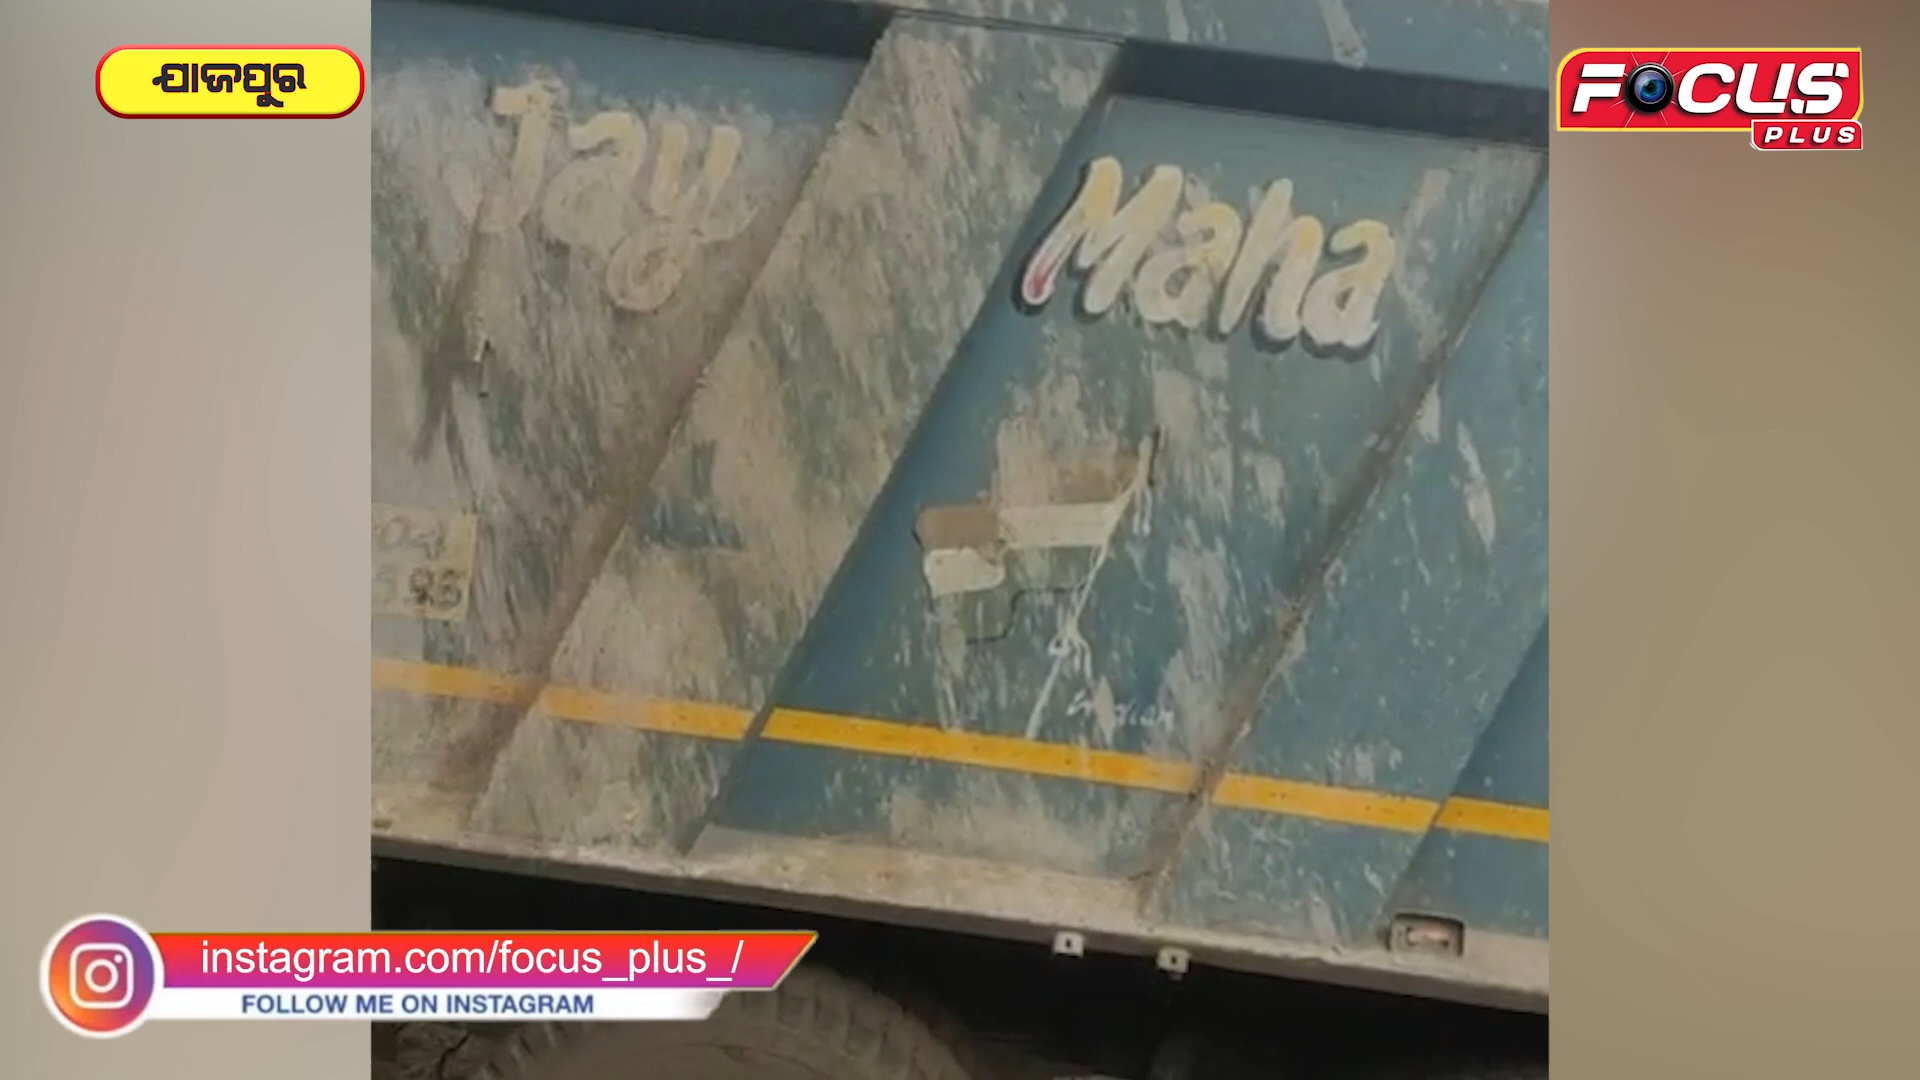 ଯାଜପୁର
FOCUS
PLUS
Jay Maha
instagram.com/focus_plus_/
FOLLOW ME ON INSTAGRAM